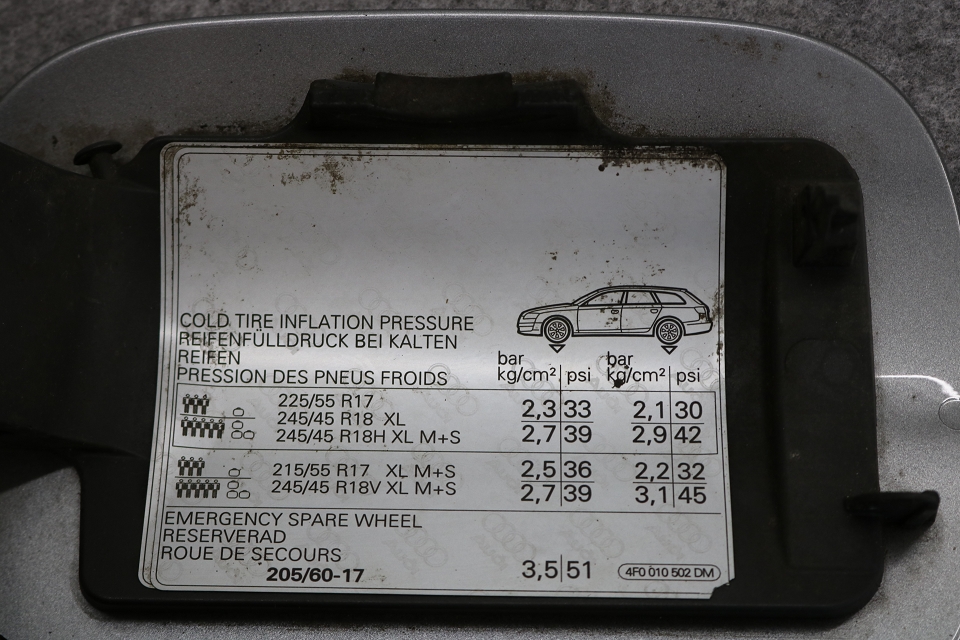 COLD TIRE INFLATION PRESSURE
REIFENFÜLLDRUCK BEI KALTEN
REIFEN
PRESSION DES PNEUS FROIDS
bar kg/cm² psi bar kg/cm² psi
225/55 R17
245/45 R18 XL
245/45 R18H XL M+S
2,3 33 2,1 30
2,7 39 2,9 42
215/55 R17 XL M+S
245/45 R18V XL M+S
2,5 36 2,2 32
2,7 39 3,1 45
EMERGENCY SPARE WHEEL
RESERVERAD
ROUE DE SECOURS
205/60-17 3,5 51 4F0 010 502 DM